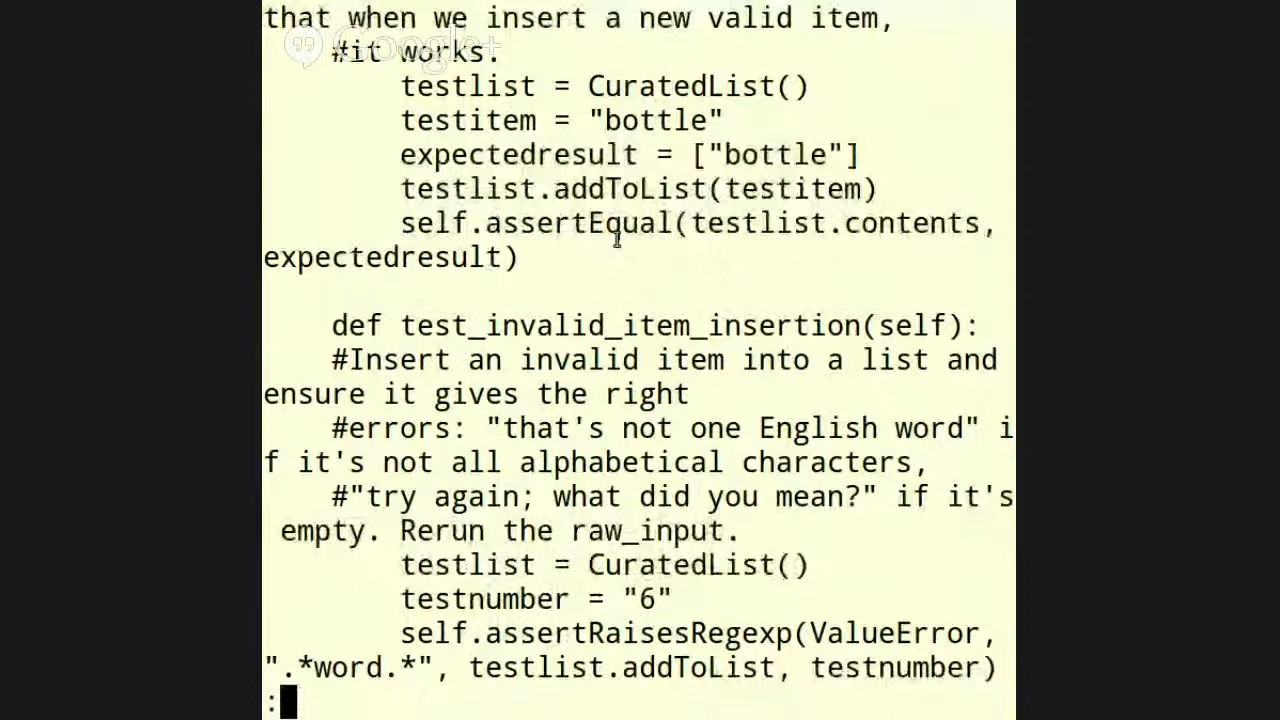 that when we insert a new valid item,
Google+
#it works.
testlist = CuratedList()
testitem = "bottle"
expectedresult = ["bottle"]
testlist.addToList(testitem)
self.assertEqual(testlist.contents,
expectedresult)
def test_invalid_item_insertion(self):
#Insert an invalid item into a list and
ensure it gives the right
#errors: "that's not one English word" i
f it's not all alphabetical characters,
#"try again; what did you mean?" if it's
empty. Rerun the raw_input.
testlist = CuratedList()
testnumber = "6"
self.assertRaisesRegexp(ValueError,
".*word.*", testlist.addToList, testnumber)
: